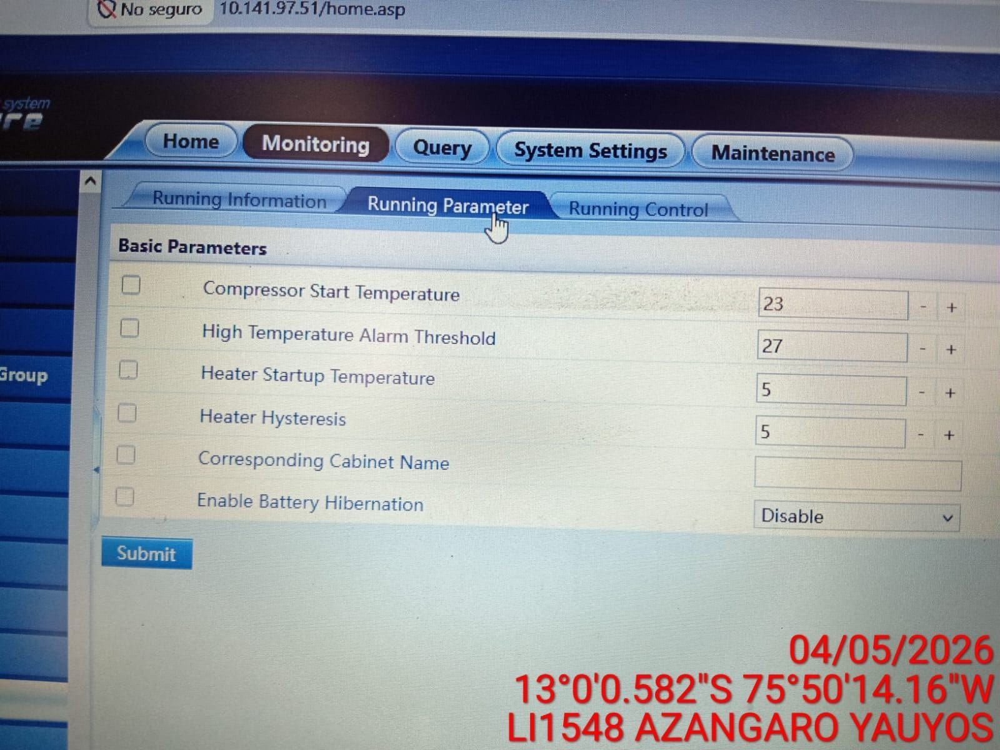 No seguro 10.141.97.51/home.asp
system
Home Monitoring Query System Settings Maintenance
Running Information Running Parameter Running Control
Basic Parameters
Compressor Start Temperature 23 - +
High Temperature Alarm Threshold 27 - +
Heater Startup Temperature 5 - +
Group
Heater Hysteresis 5 - +
Corresponding Cabinet Name
Enable Battery Hibernation Disable
Submit
04/05/2026
13°0'0.582"S 75°50'14.16"W
LI1548 AZANGARO YAUYOS